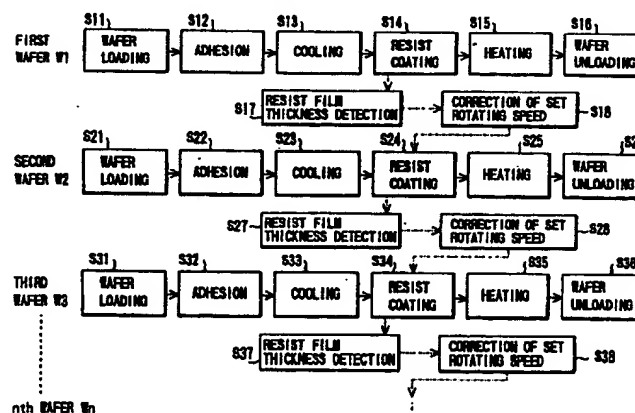 S11 S12 S13 S14 S15 S16
FIRST WAFER W1
WAFER LOADING
ADHESION
COOLING
RESIST COATING
HEATING
WAFER UNLOADING
S17
RESIST FILM THICKNESS DETECTION
CORRECTION OF SET ROTATING SPEED
S18
S21 S22 S23 S24 S25
SECOND WAFER W2
WAFER LOADING
ADHESION
COOLING
RESIST COATING
HEATING
WAFER UNLOADING
S27
RESIST FILM THICKNESS DETECTION
CORRECTION OF SET ROTATING SPEED
S28
S31 S32 S33 S34 S35 S36
THIRD WAFER W3
WAFER LOADING
ADHESION
COOLING
RESIST COATING
HEATING
WAFER UNLOADING
S37
RESIST FILM THICKNESS DETECTION
CORRECTION OF SET ROTATING SPEED
S38
nth WAFER Wn